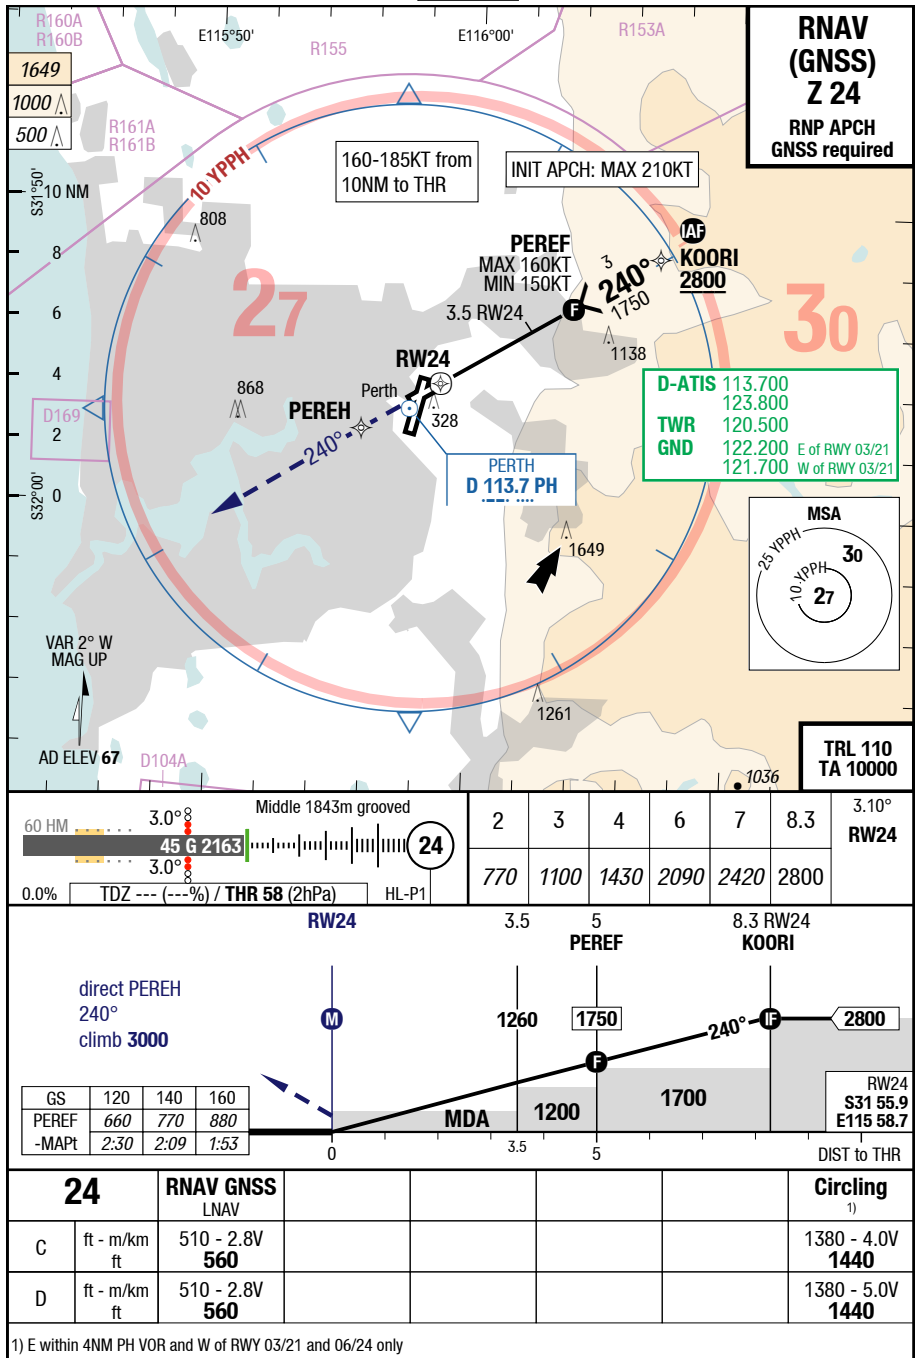 R160A
R160B
E115°50'
R155
E116°00'
R153A
RNAV
(GNSS)
Z 24
RNP APCH
GNSS required
1649
1000
500
R161A
R161B
10 YPPH
160-185KT from
10NM to THR
INIT APCH: MAX 210KT
S31°50'
10 NM
808
IAF
KOORI
2800
PEREF
MAX 160KT
MIN 150KT
3
240°
1750
8
27
30
6
3.5 RW24
F
1138
RW24
4
868
Perth
PEREH
328
D169
2
240°
D-ATIS 113.700
123.800
TWR 120.500
GND 122.200 E of RWY 03/21
121.700 W of RWY 03/21
PERTH
D 113.7 PH
S32°00'
0
1649
MSA
25 YPPH
30
10 YPPH
27
VAR 2° W
MAG UP
1261
AD ELEV 67
D104A
TRL 110
TA 10000
1036
60 HM
3.0°
Middle 1843m grooved
45 G 2163
24
3.0°
0.0%
TDZ --- (---%) / THR 58 (2hPa)
HL-P1
2 3 4 6 7 8.3 3.10°
RW24
770 1100 1430 2090 2420 2800
RW24 3.5 5 8.3 RW24
PEREF KOORI
direct PEREH
240°
climb 3000
M
1260
1750
240°
IF
2800
F
MDA
1200
1700
RW24
S31 55.9
E115 58.7
GS 120 140 160
PEREF 660 770 880
-MAPt 2:30 2:09 1:53
0 3.5 5 DIST to THR
24 RNAV GNSS Circling
LNAV 1)
C ft - m/km 510 - 2.8V 1380 - 4.0V
ft 560 1440
D ft - m/km 510 - 2.8V 1380 - 5.0V
ft 560 1440
1) E within 4NM PH VOR and W of RWY 03/21 and 06/24 only